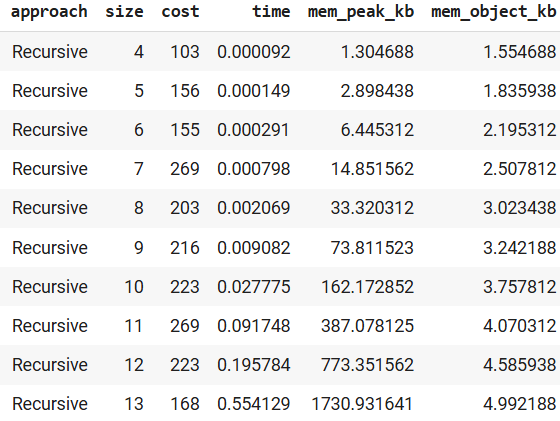 approach size cost time mem_peak_kb mem_object_kb
Recursive 4 103 0.000092 1.304688 1.554688
Recursive 5 156 0.000149 2.898438 1.835938
Recursive 6 155 0.000291 6.445312 2.195312
Recursive 7 269 0.000798 14.851562 2.507812
Recursive 8 203 0.002069 33.320312 3.023438
Recursive 9 216 0.009082 73.811523 3.242188
Recursive 10 223 0.027775 162.172852 3.757812
Recursive 11 269 0.091748 387.078125 4.070312
Recursive 12 223 0.195784 773.351562 4.585938
Recursive 13 168 0.554129 1730.931641 4.992188